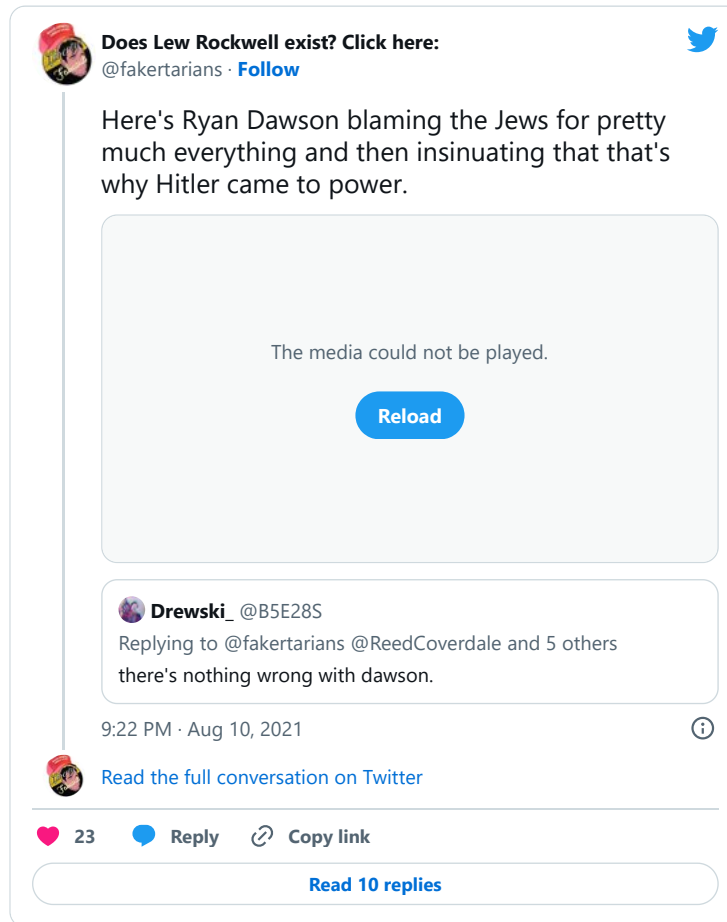 Does Lew Rockwell exist? Click here:
@fakertarians · Follow
Here's Ryan Dawson blaming the Jews for pretty
much everything and then insinuating that that's
why Hitler came to power.
The media could not be played.
Reload
Drewski_ @B5E28S
Replying to @fakertarians @ReedCoverdale and 5 others
there's nothing wrong with dawson.
9:22 PM · Aug 10, 2021
Read the full conversation on Twitter
23 Reply Copy link
Read 10 replies